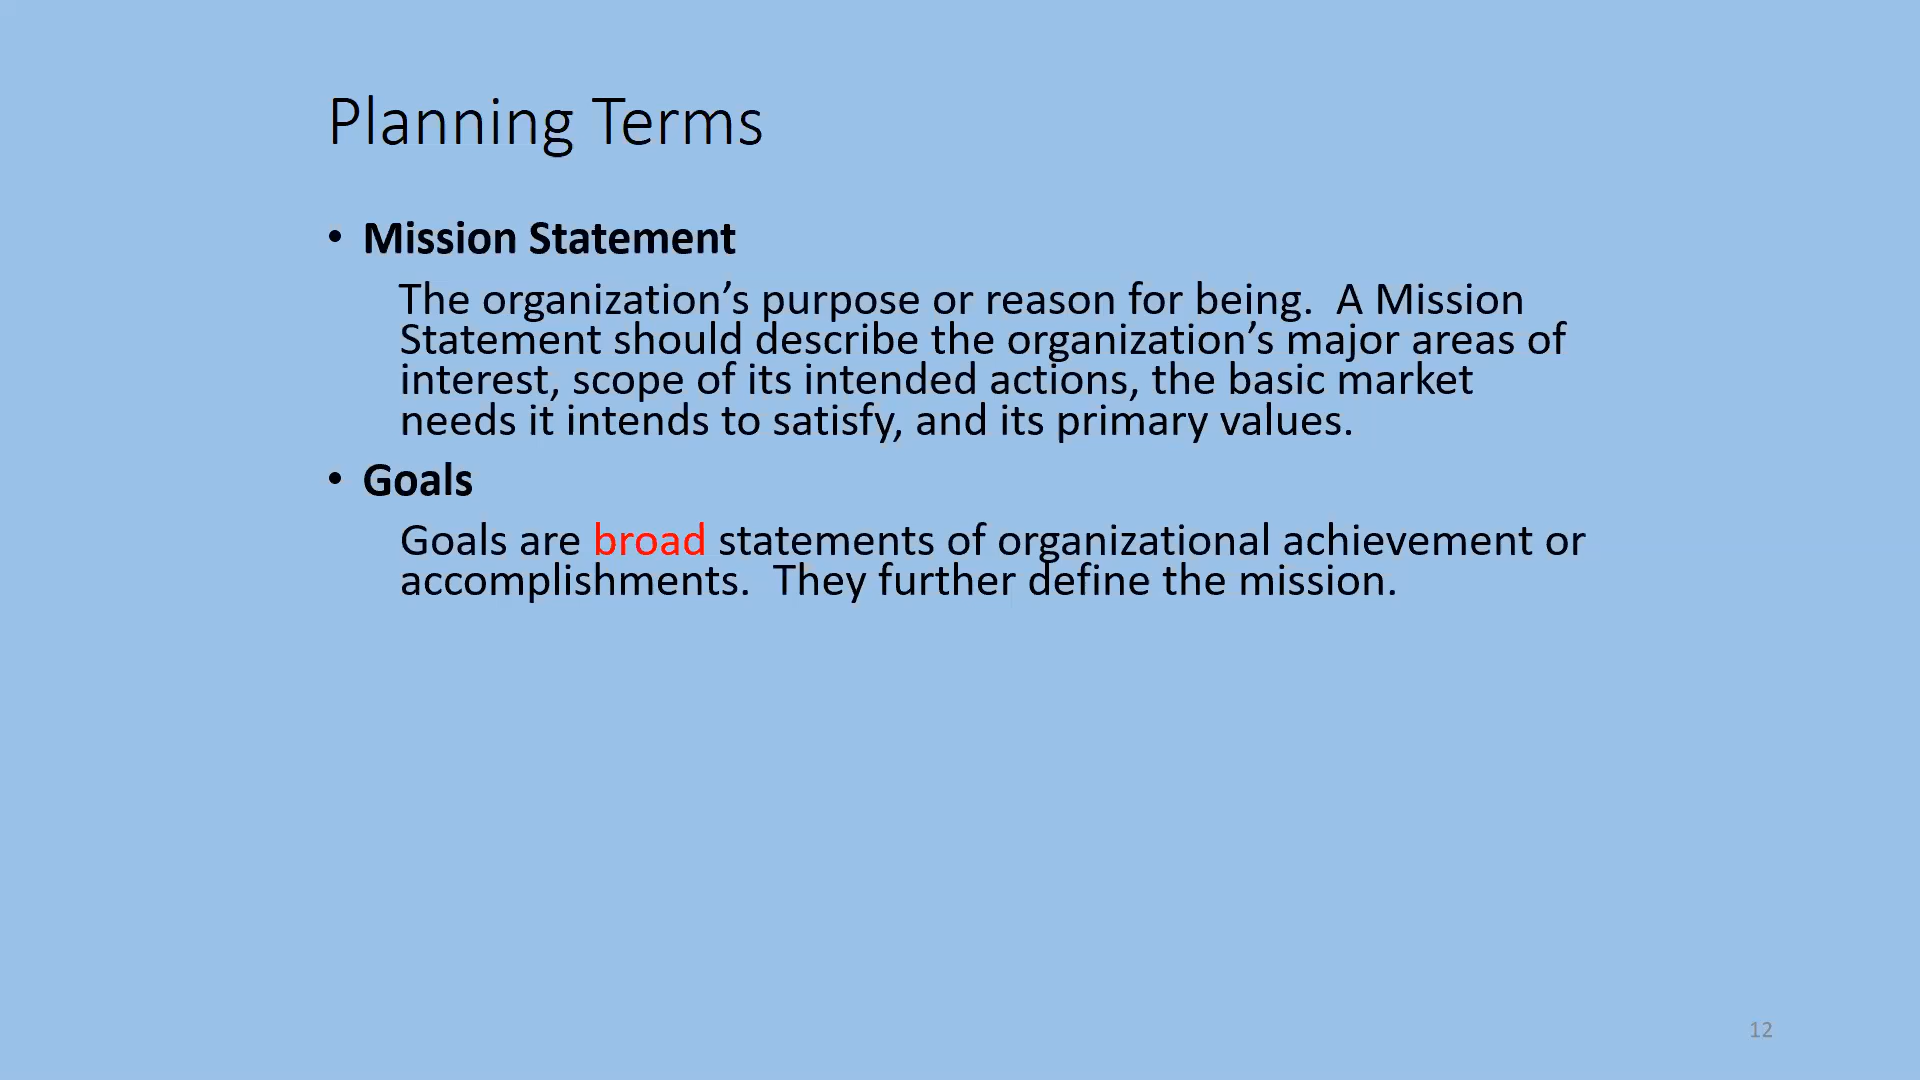 Planning Terms
• Mission Statement
The organization’s purpose or reason for being.  A Mission
Statement should describe the organization’s major areas of
interest, scope of its intended actions, the basic market
needs it intends to satisfy, and its primary values.
• Goals
Goals are broad statements of organizational achievement or
accomplishments.  They further define the mission.
12